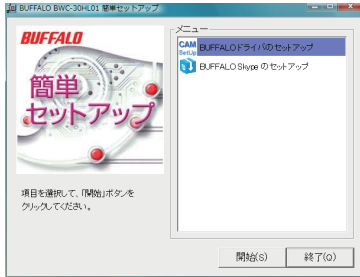 BUFFALO BWC-30HL01 簡単セットアップ
BUFFALO
簡単
セットアップ
項目を選択して、「開始」ボタンを
クリックしてください。
メニュー
CAM
SetUp
BUFFALOドライバのセットアップ
BUFFALO Skype のセットアップ
開始(S)
終了(Q)